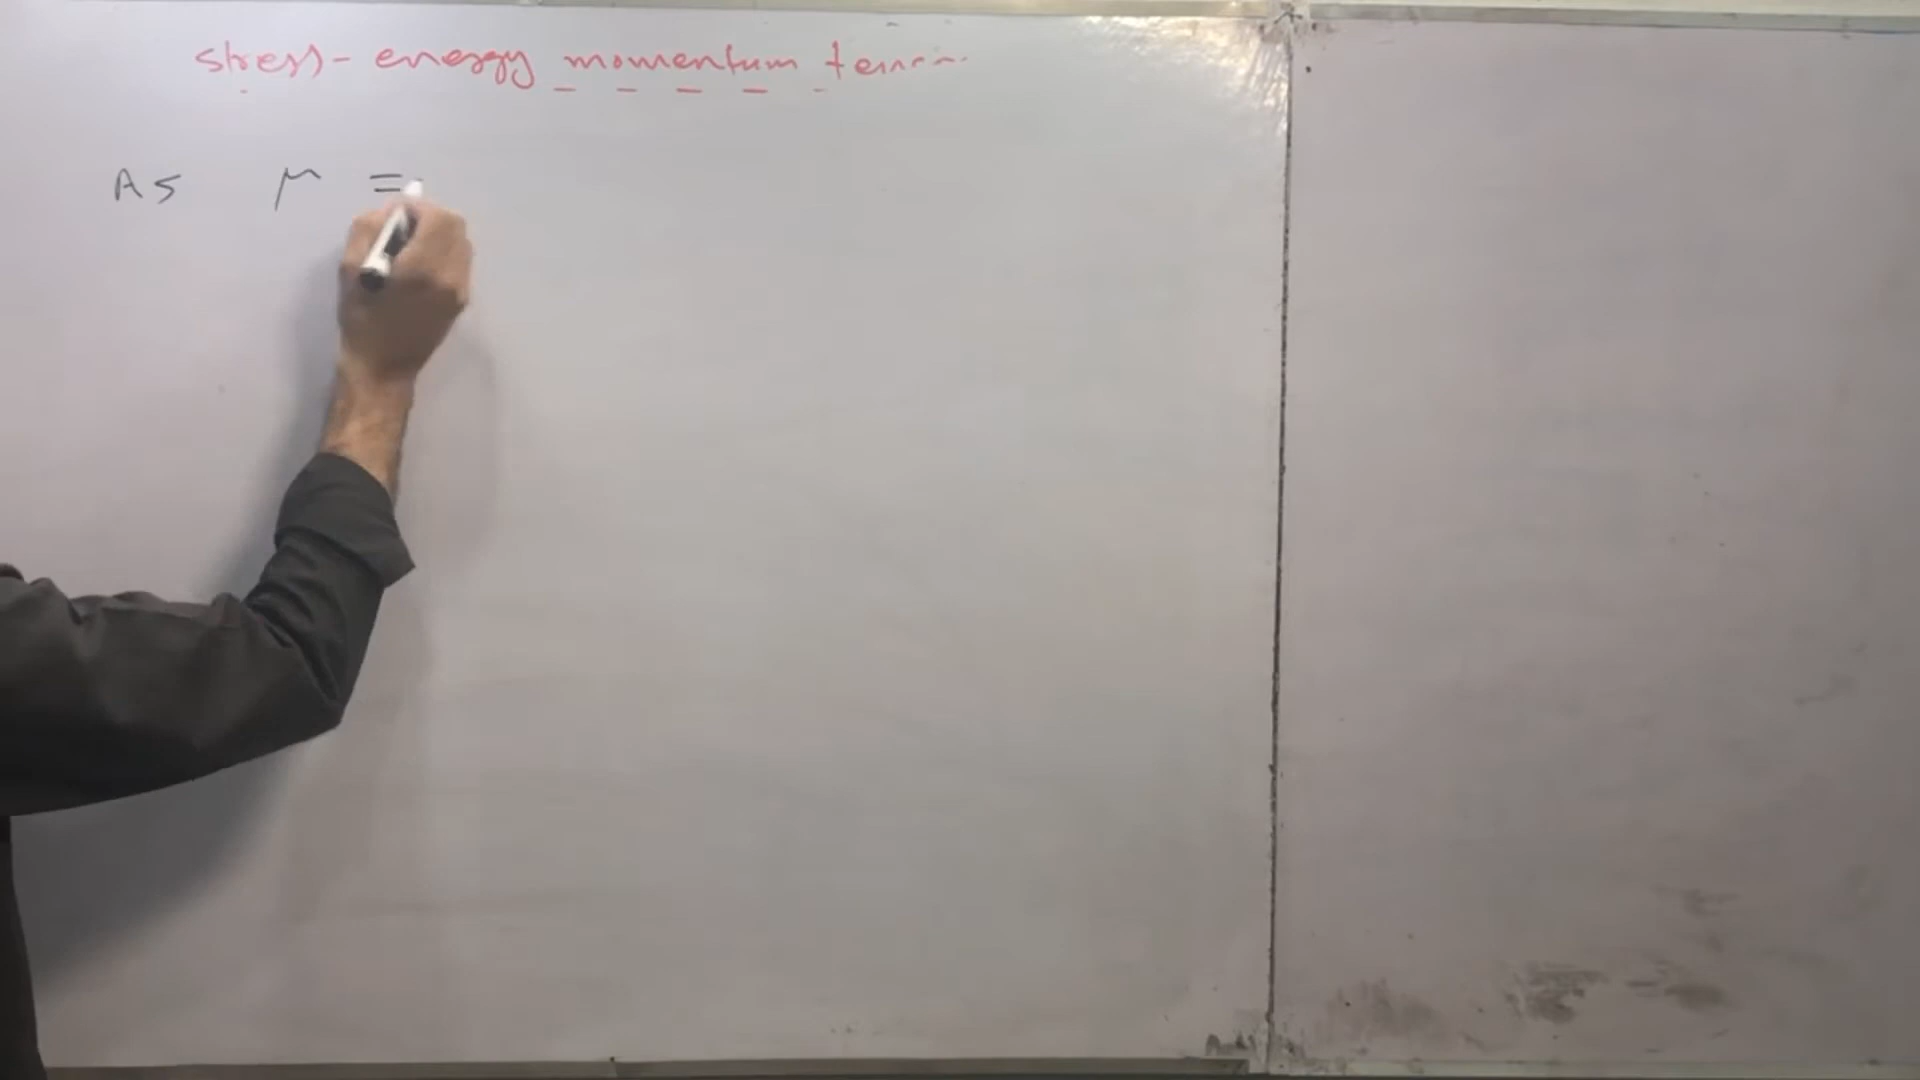 stress-energy momentum tensor
As μ =